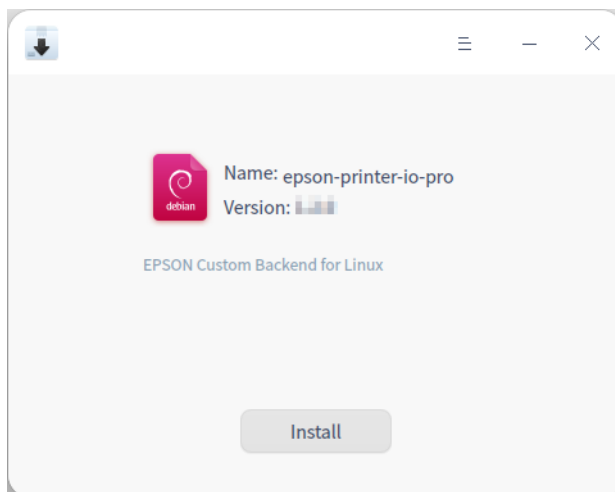 debian
Name: epson-printer-io-pro
Version:
EPSON Custom Backend for Linux
Install